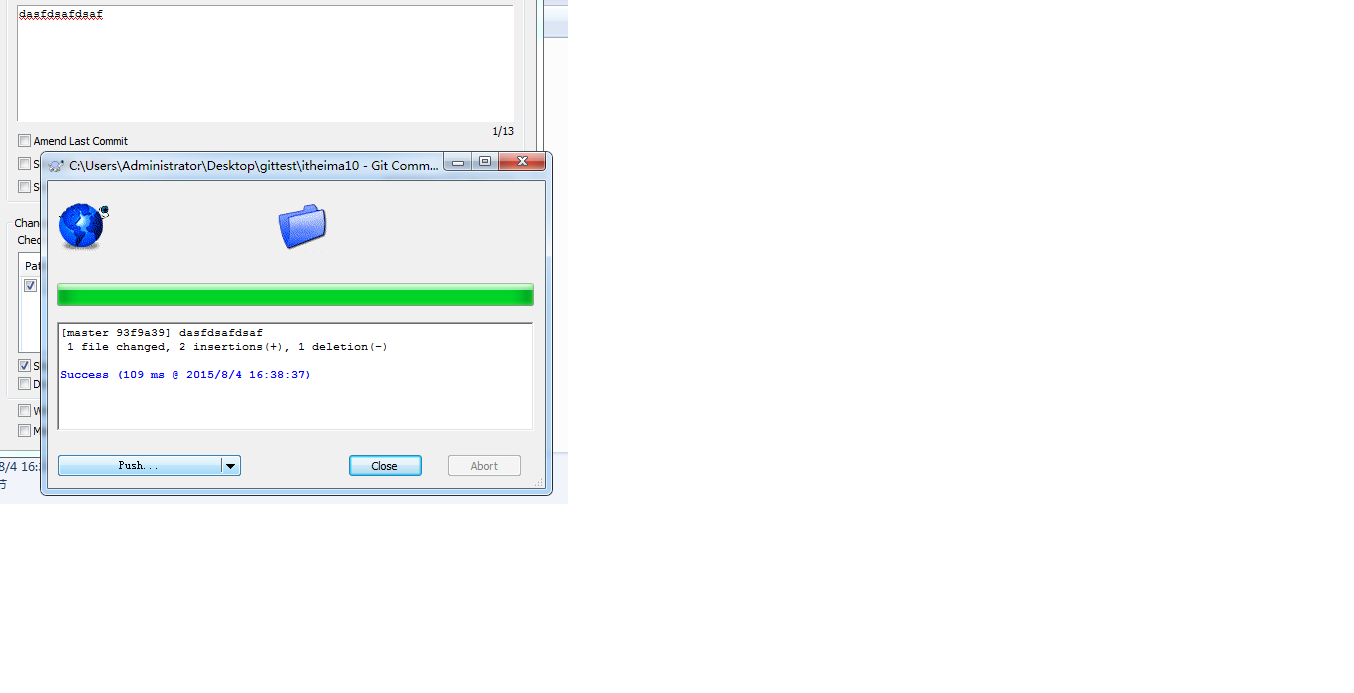 dasfdsafdsaf
1/13
Amend Last Commit
S
C:\Users\Administrator\Desktop\gittest\itheima10 - Git Comm...
S
Chan
Chec
Pat
[master 93f9a39] dasfdsafdsaf
1 file changed, 2 insertions(+), 1 deletion(-)
S
Success (109 ms @ 2015/8/4 16:38:37)
D
W
M
8/4 16:
Push...
Close
Abort
节